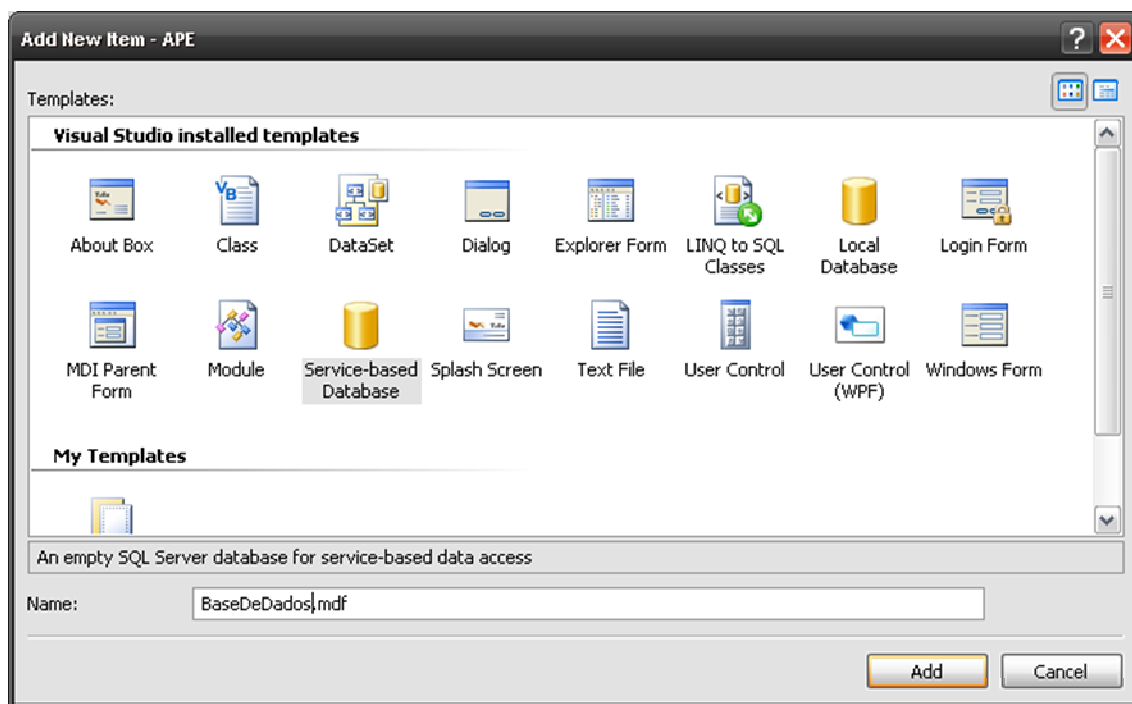 Add New Item - APE
Templates:
Visual Studio installed templates
About Box
Class
DataSet
Dialog
Explorer Form
LINQ to SQL
Classes
Local
Database
Login Form
MDI Parent
Form
Module
Service-based
Database
Splash Screen
Text File
User Control
User Control
(WPF)
Windows Form
My Templates
An empty SQL Server database for service-based data access
Name:
BaseDeDados.mdf
Add
Cancel